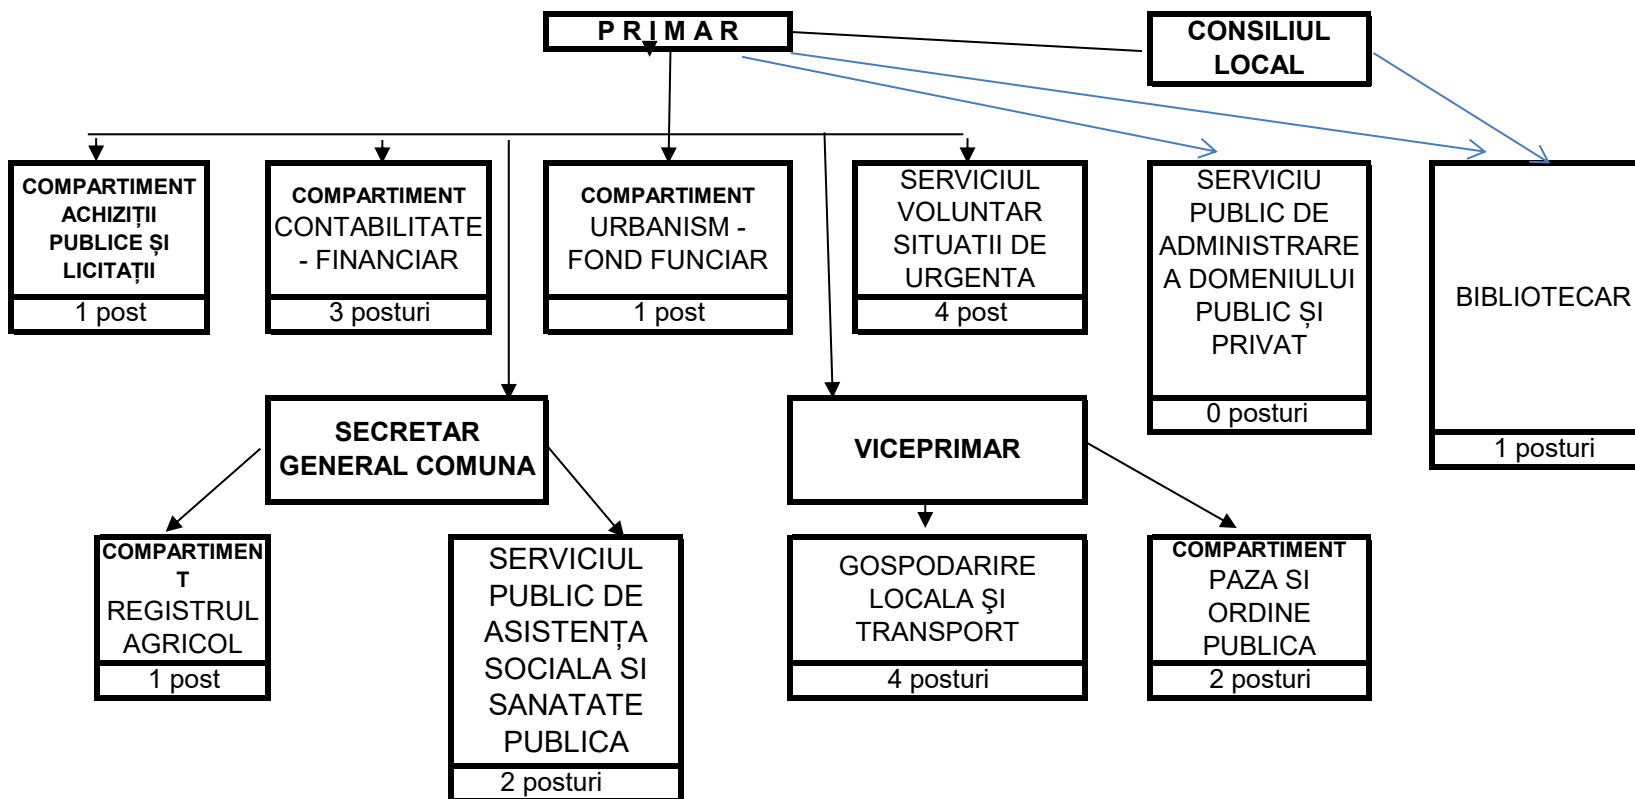 P R I M A R
CONSILIUL
LOCAL
COMPARTIMENT
ACHIZIȚII
PUBLICE ȘI
LICITAȚII
1 post
COMPARTIMENT
CONTABILITATE
- FINANCIAR
3 posturi
COMPARTIMENT
URBANISM -
FOND FUNCIAR
1 post
SERVICIUL
VOLUNTAR
SITUATII DE
URGENTA
4 post
SERVICIU
PUBLIC DE
ADMINISTRARE
A DOMENIULUI
PUBLIC ȘI
PRIVAT
0 posturi
BIBLIOTECAR
1 posturi
SECRETAR
GENERAL COMUNA
VICEPRIMAR
COMPARTIMEN
T
REGISTRUL
AGRICOL
1 post
SERVICIUL
PUBLIC DE
ASISTENȚA
SOCIALA SI
SANATATE
PUBLICA
2 posturi
GOSPODARIRE
LOCALA ŞI
TRANSPORT
4 posturi
COMPARTIMENT
PAZA SI
ORDINE
PUBLICA
2 posturi